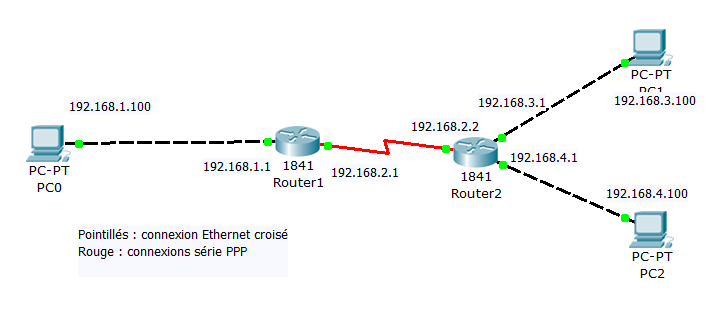 192.168.1.100
PC-PT
PC0
192.168.1.1
1841
Router1
192.168.2.1
192.168.2.2
1841
Router2
192.168.3.1
PC-PT
PC1
192.168.3.100
192.168.4.1
192.168.4.100
PC-PT
PC2
Pointillés : connexion Ethernet croisé
Rouge : connexions série PPP